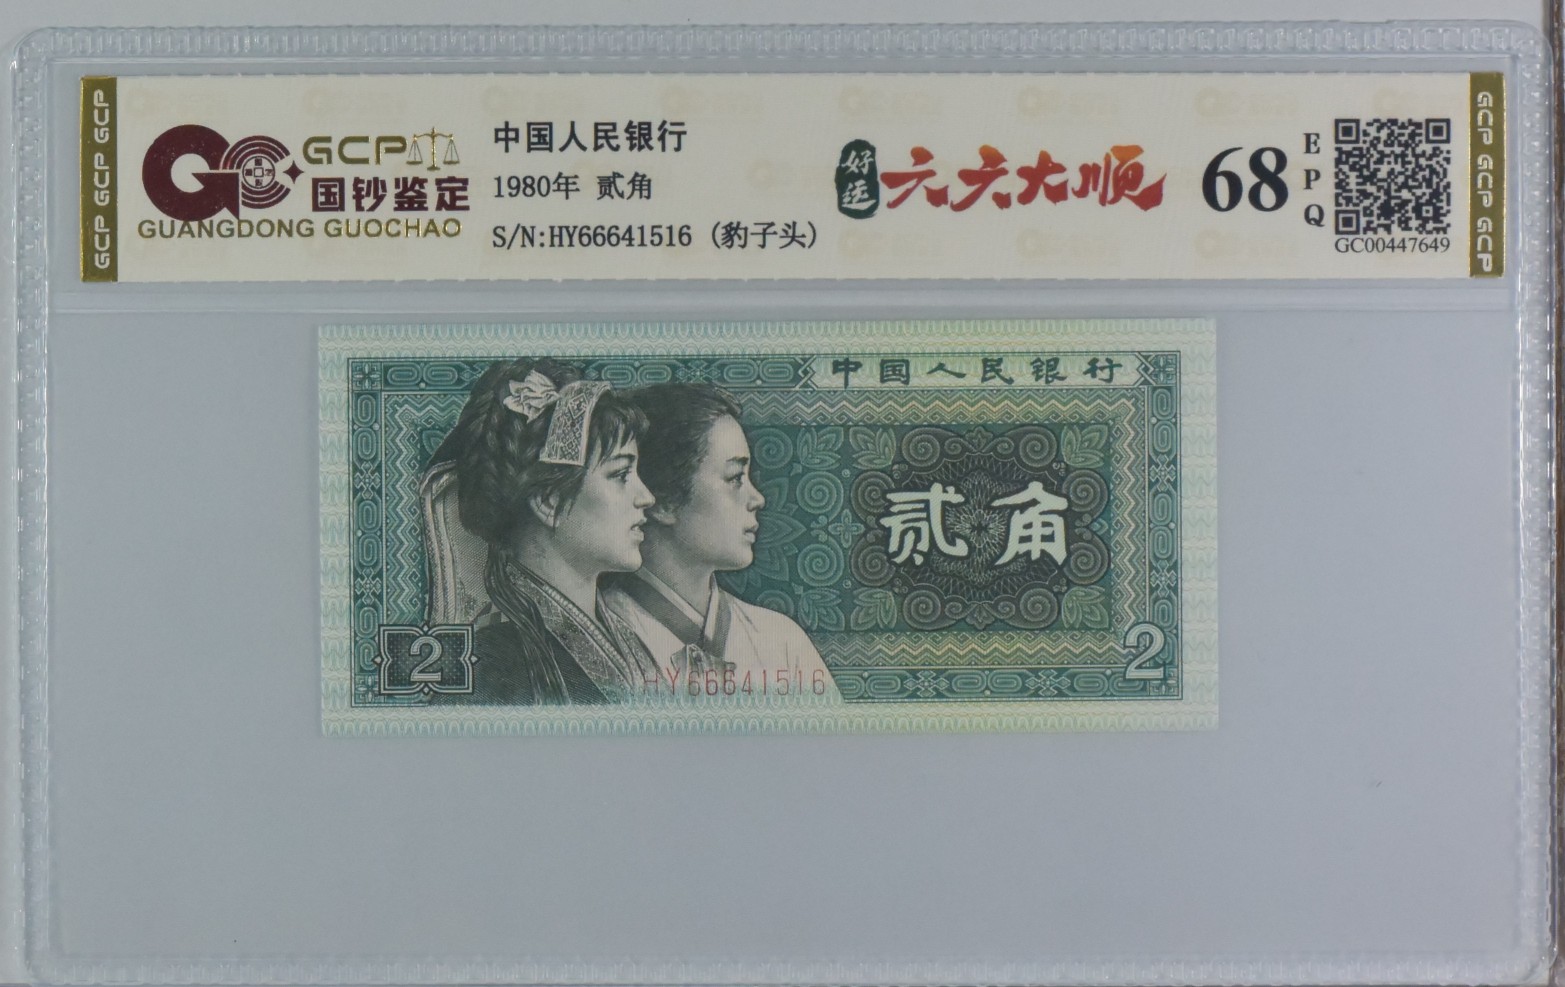 GCP GCP GCP
GCP
国钞鉴定
GUANGDONG GUOCHAO
中国人民银行
1980年 贰角
S/N:HY66641516 (豹子头)
好运
六六大顺
68
EPQ
GC00447649
GCP GCP GCP
中国人民银行
贰角
2
2
HY66641516